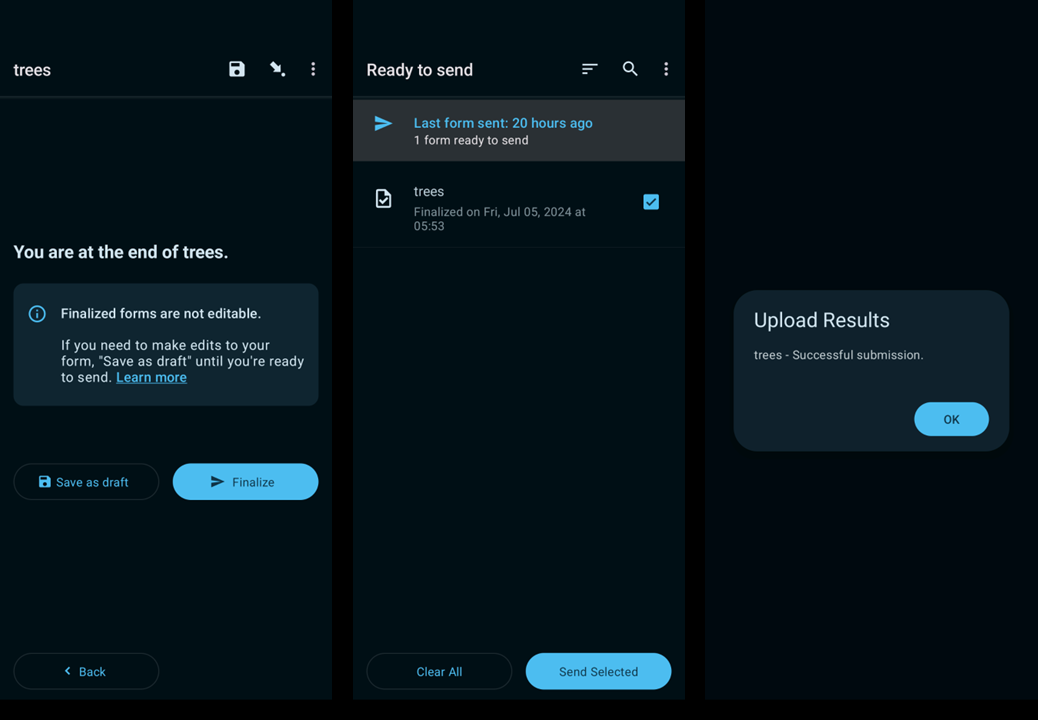 trees
You are at the end of trees.
Finalized forms are not editable.
If you need to make edits to your
form, "Save as draft" until you're ready
to send. Learn more
Save as draft
Finalize
Back
Ready to send
Last form sent: 20 hours ago
1 form ready to send
trees
Finalized on Fri, Jul 05, 2024 at
05:53
Clear All
Send Selected
Upload Results
trees - Successful submission.
OK